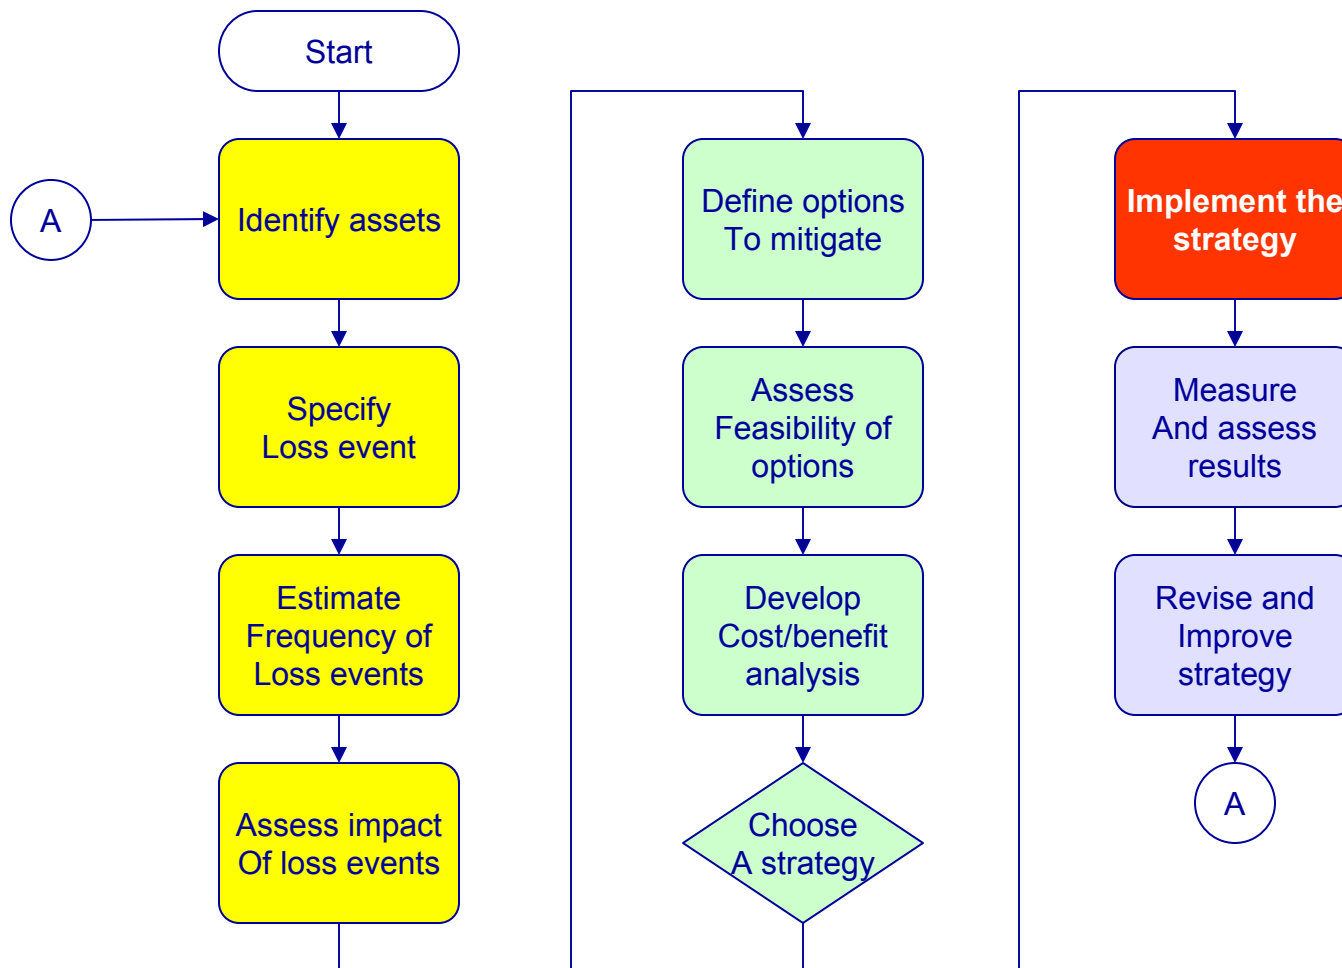 Start
A
Identify assets
Specify
Loss event
Estimate
Frequency of
Loss events
Assess impact
Of loss events
Define options
To mitigate
Assess
Feasibility of
options
Develop
Cost/benefit
analysis
Choose
A strategy
Implement the
strategy
Measure
And assess
results
Revise and
Improve
strategy
A